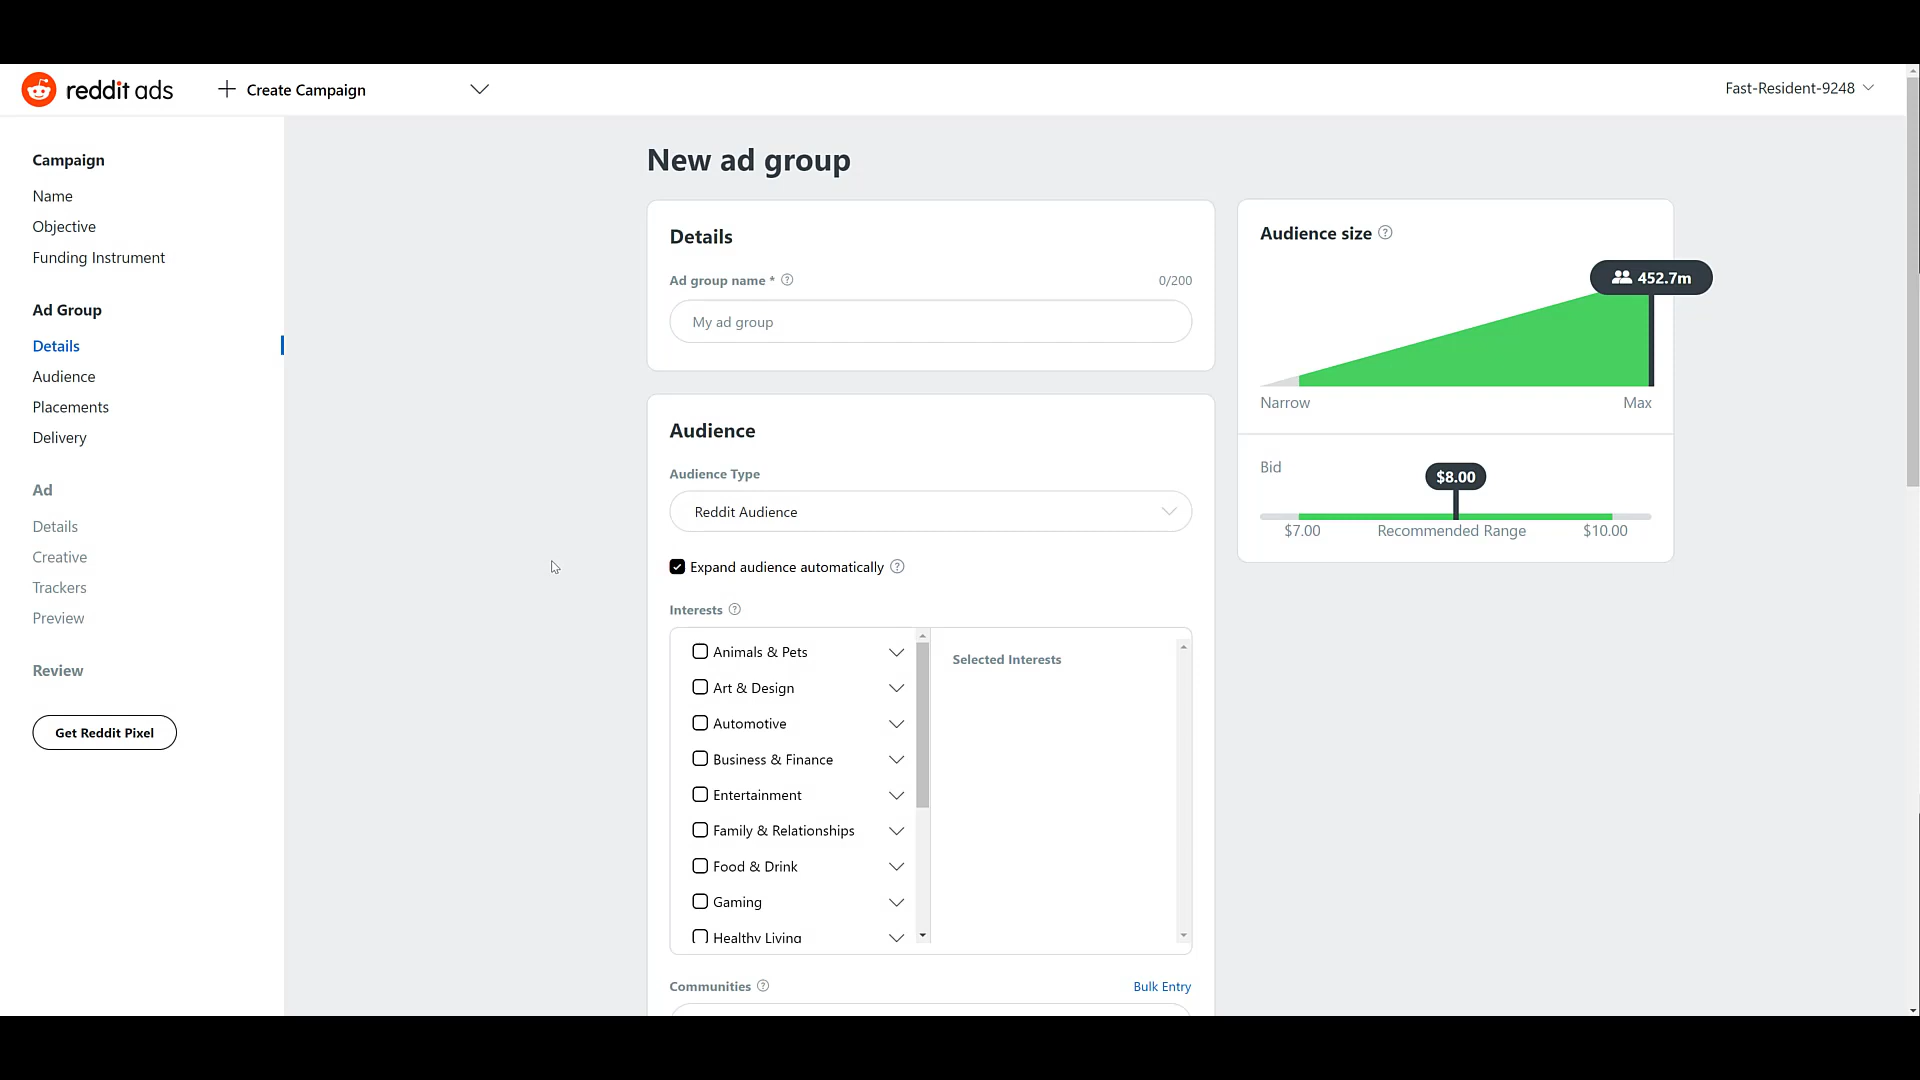 reddit ads
Create Campaign
Fast-Resident-9248
Campaign
Name
Objective
Funding Instrument
Ad Group
Details
Audience
Placements
Delivery
Ad
Details
Creative
Trackers
Preview
Review
Get Reddit Pixel
New ad group
Details
Ad group name * ?
0/200
My ad group
Audience
Audience Type
Reddit Audience
Expand audience automatically ?
Interests ?
Animals & Pets
Art & Design
Automotive
Business & Finance
Entertainment
Family & Relationships
Food & Drink
Gaming
Healthy Living
Selected Interests
Communities ?
Bulk Entry
Audience size ?
452.7m
Narrow
Max
Bid
$8.00
$7.00
Recommended Range
$10.00